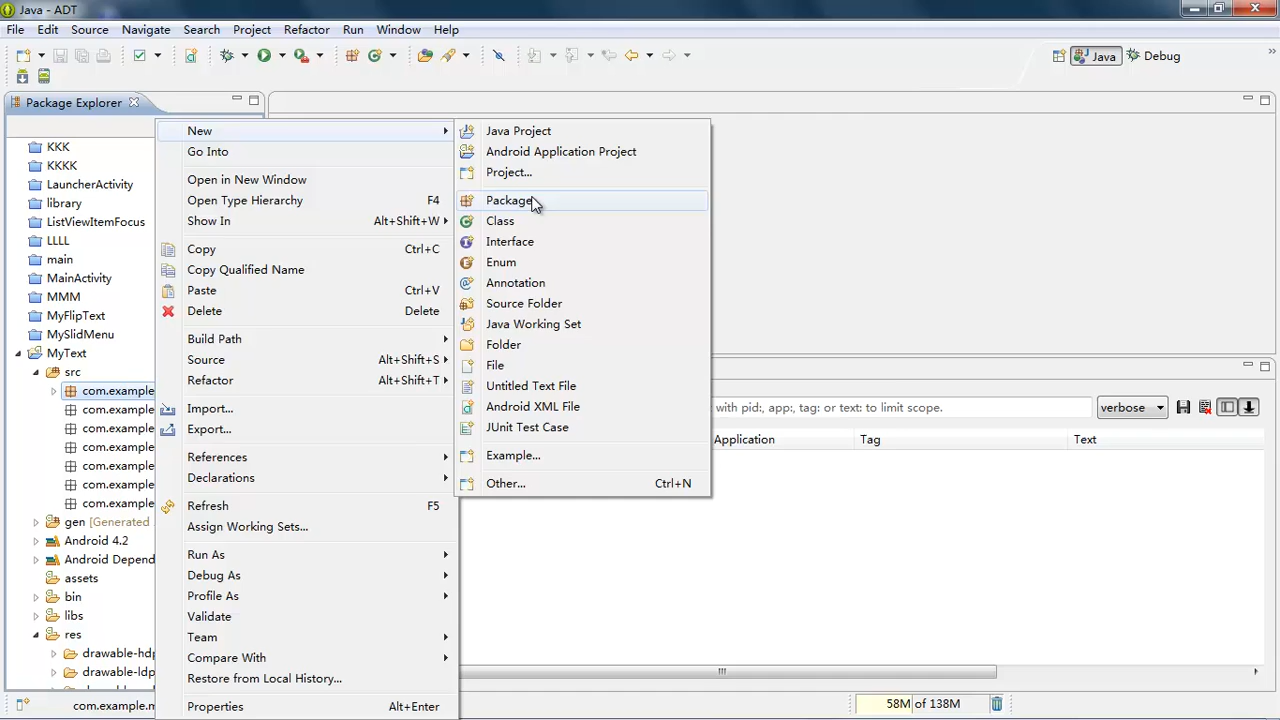 Java - ADT
File Edit Source Navigate Search Project Refactor Run Window Help
Java Debug
Package Explorer
KKK
KKKK
LauncherActivity
library
ListViewItemFocus
LLLL
main
MainActivity
MMM
MyFlipText
MySlidMenu
MyText
src
com.example
com.example
com.example
com.example
com.example
com.example
com.example
gen [Generated
Android 4.2
Android Depend
assets
bin
libs
res
drawable-hdp
drawable-ldp
New
Go Into
Open in New Window
Open Type Hierarchy F4
Show In Alt+Shift+W
Copy Ctrl+C
Copy Qualified Name
Paste Ctrl+V
Delete Delete
Build Path
Source Alt+Shift+S
Refactor Alt+Shift+T
Import...
Export...
References
Declarations
Refresh F5
Assign Working Sets...
Run As
Debug As
Profile As
Validate
Team
Compare With
Restore from Local History...
Properties Alt+Enter
Java Project
Android Application Project
Project...
Package
Class
Interface
Enum
Annotation
Source Folder
Java Working Set
Folder
File
Untitled Text File
Android XML File
JUnit Test Case
Example...
Other... Ctrl+N
with pid:, app:, tag: or text: to limit scope. verbose
Application Tag Text
com.example.m
58M of 138M